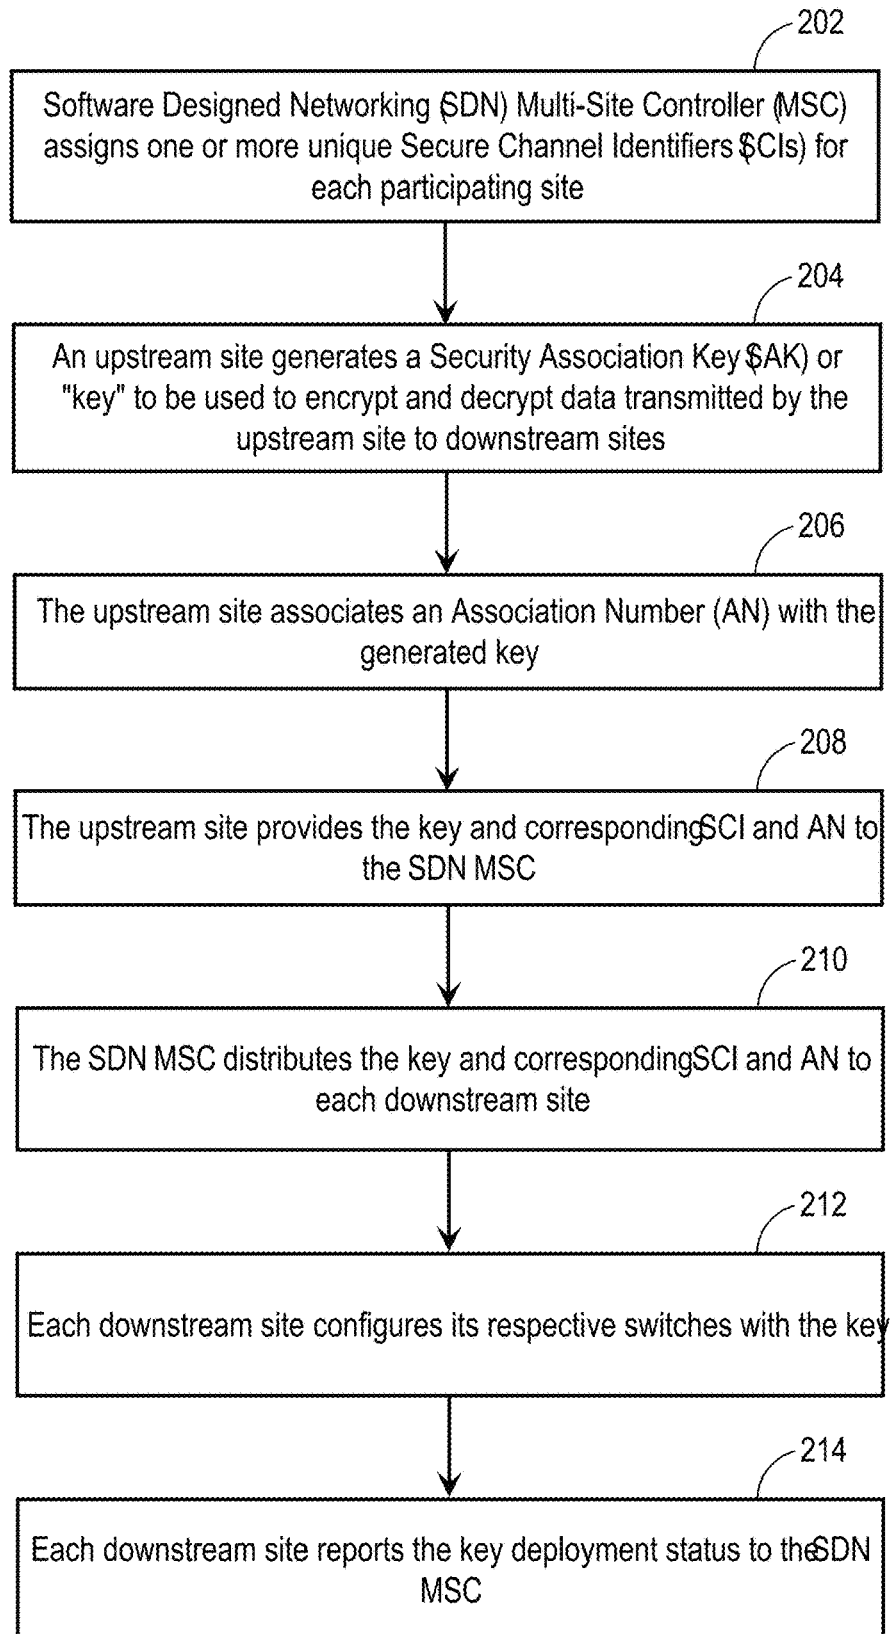 202
Software Designed Networking (SDN) Multi-Site Controller (MSC)
assigns one or more unique Secure Channel Identifiers (SCIs) for
each participating site
204
An upstream site generates a Security Association Key (SAK) or
"key" to be used to encrypt and decrypt data transmitted by the
upstream site to downstream sites
206
The upstream site associates an Association Number (AN) with the
generated key
208
The upstream site provides the key and corresponding SCI and AN to
the SDN MSC
210
The SDN MSC distributes the key and corresponding SCI and AN to
each downstream site
212
Each downstream site configures its respective switches with the key
214
Each downstream site reports the key deployment status to the SDN
MSC